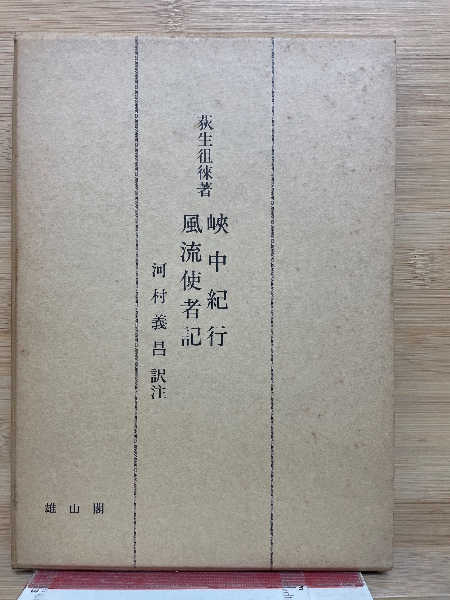 荻生徂徠著
峽中紀行
風流使者記
河村義昌訳注
雄山閣